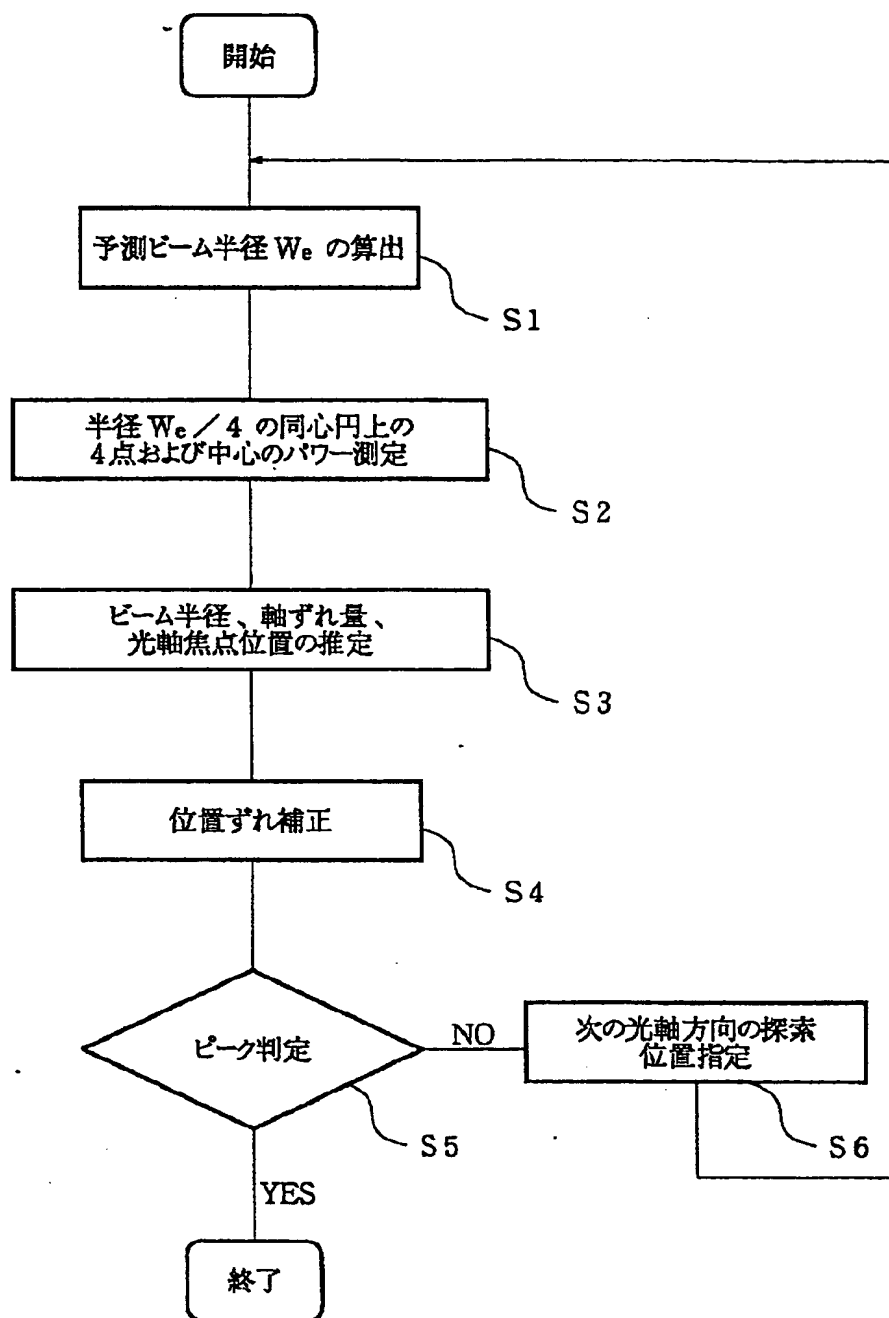 開始
予測ビーム半径We の算出
S1
半径We／4 の同心円上の
4点および中心のパワー測定
S2
ビーム半径、軸ずれ量、
光軸焦点位置の推定
S3
位置ずれ補正
S4
ピーク判定
NO
次の光軸方向の探索
位置指定
S5
S6
YES
終了